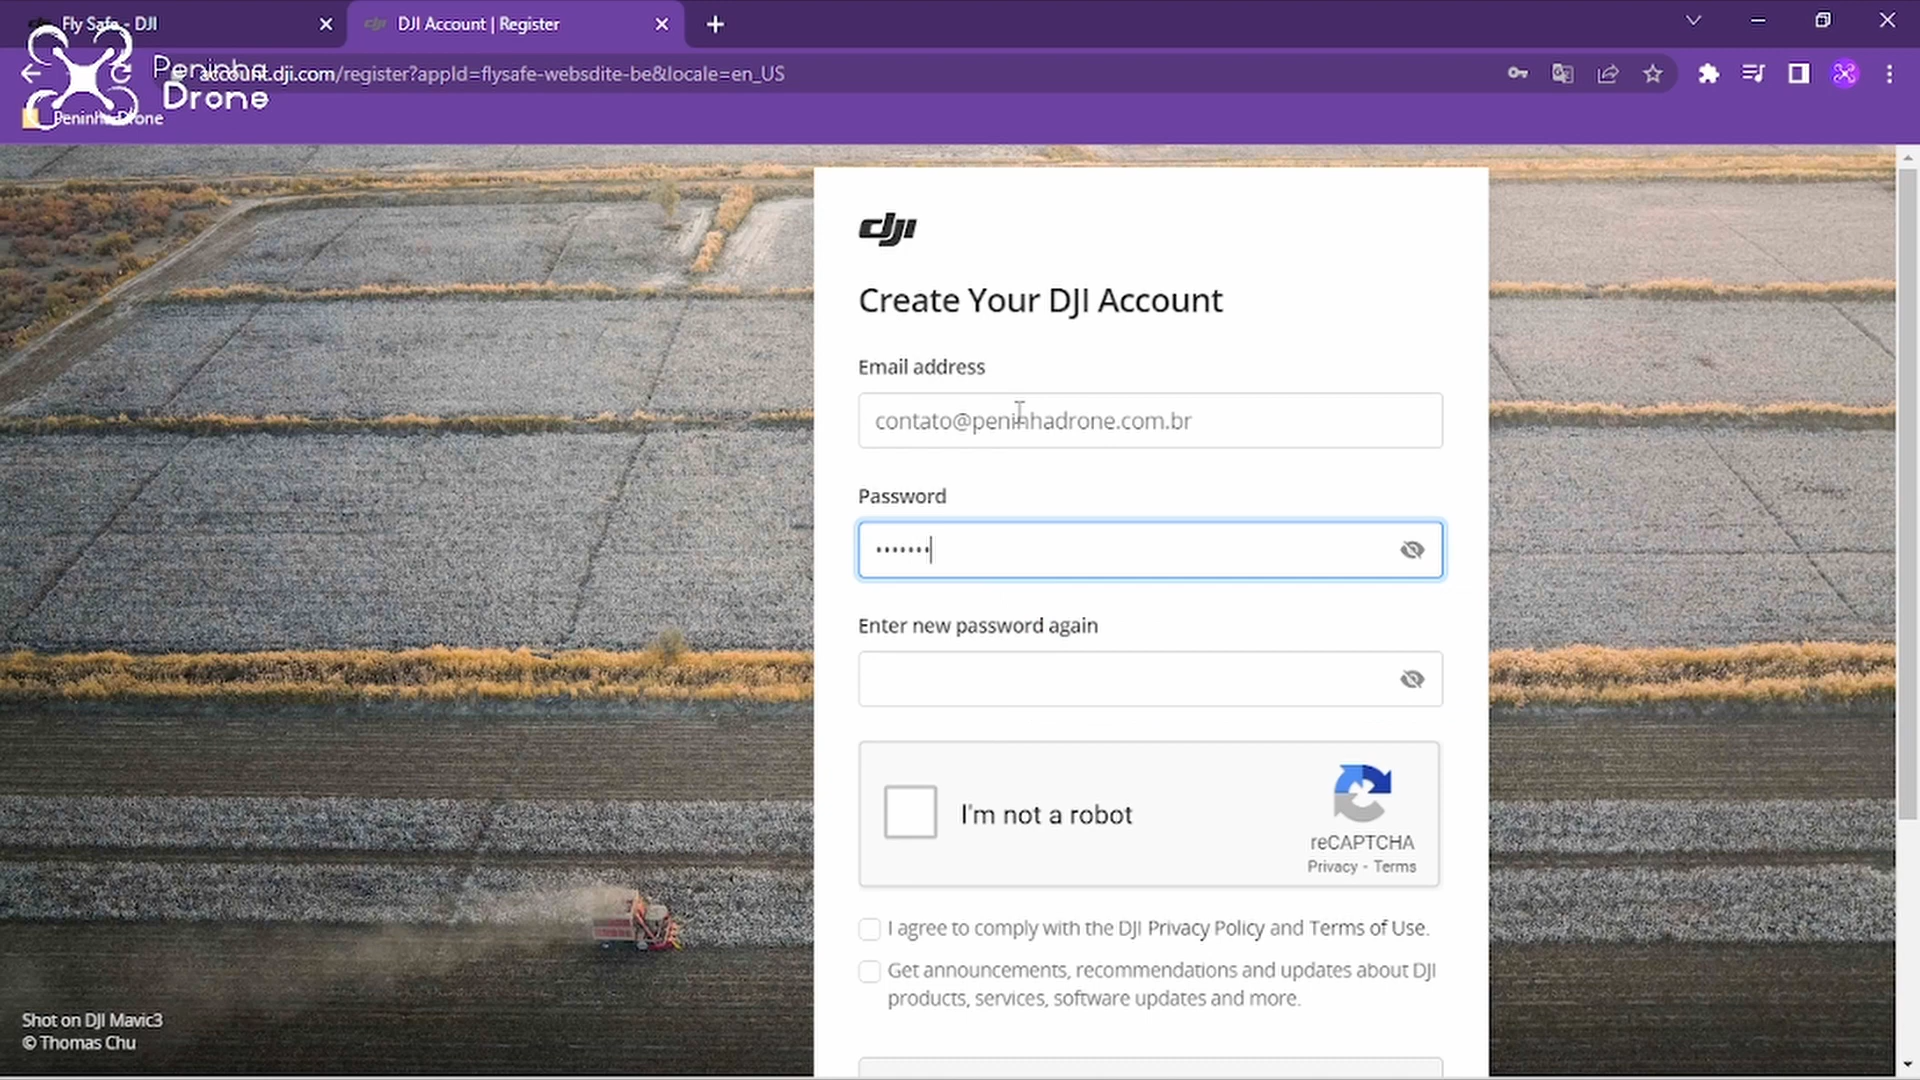 Fly Safe - DJI
DJI Account | Register
Peninha
Drone
account.dji.com/register?appId=flysafe-websdite-be&locale=en_US
Peninha Drone
dji
Create Your DJI Account
Email address
contato@peninhadrone.com.br
Password
•••••••
Enter new password again
I'm not a robot
reCAPTCHA
Privacy - Terms
I agree to comply with the DJI Privacy Policy and Terms of Use.
Get announcements, recommendations and updates about DJI
products, services, software updates and more.
Shot on DJI Mavic3
© Thomas Chu